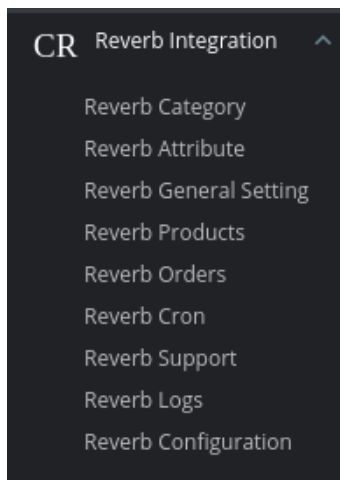 CR Reverb Integration
Reverb Category
Reverb Attribute
Reverb General Setting
Reverb Products
Reverb Orders
Reverb Cron
Reverb Support
Reverb Logs
Reverb Configuration